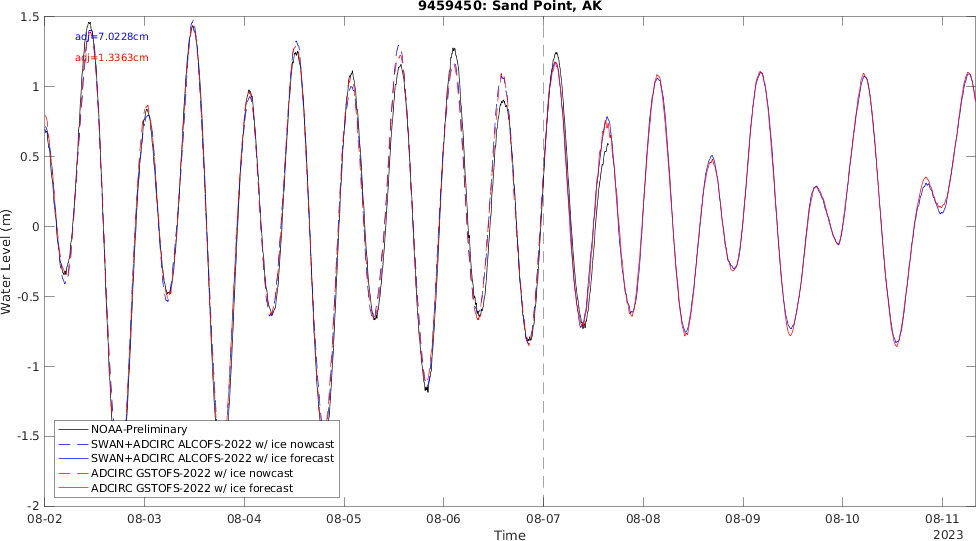 9459450: Sand Point, AK
adj=7.0228cm
adj=1.3363cm
1.5
1
0.5
0
-0.5
-1
-1.5
-2
Water Level (m)
NOAA-Preliminary
SWAN+ADCIRC ALCOFS-2022 w/ ice nowcast
SWAN+ADCIRC ALCOFS-2022 w/ ice forecast
ADCIRC GSTOFS-2022 w/ ice nowcast
ADCIRC GSTOFS-2022 w/ ice forecast
08-02 08-03 08-04 08-05 08-06 08-07 08-08 08-09 08-10 08-11
Time
2023